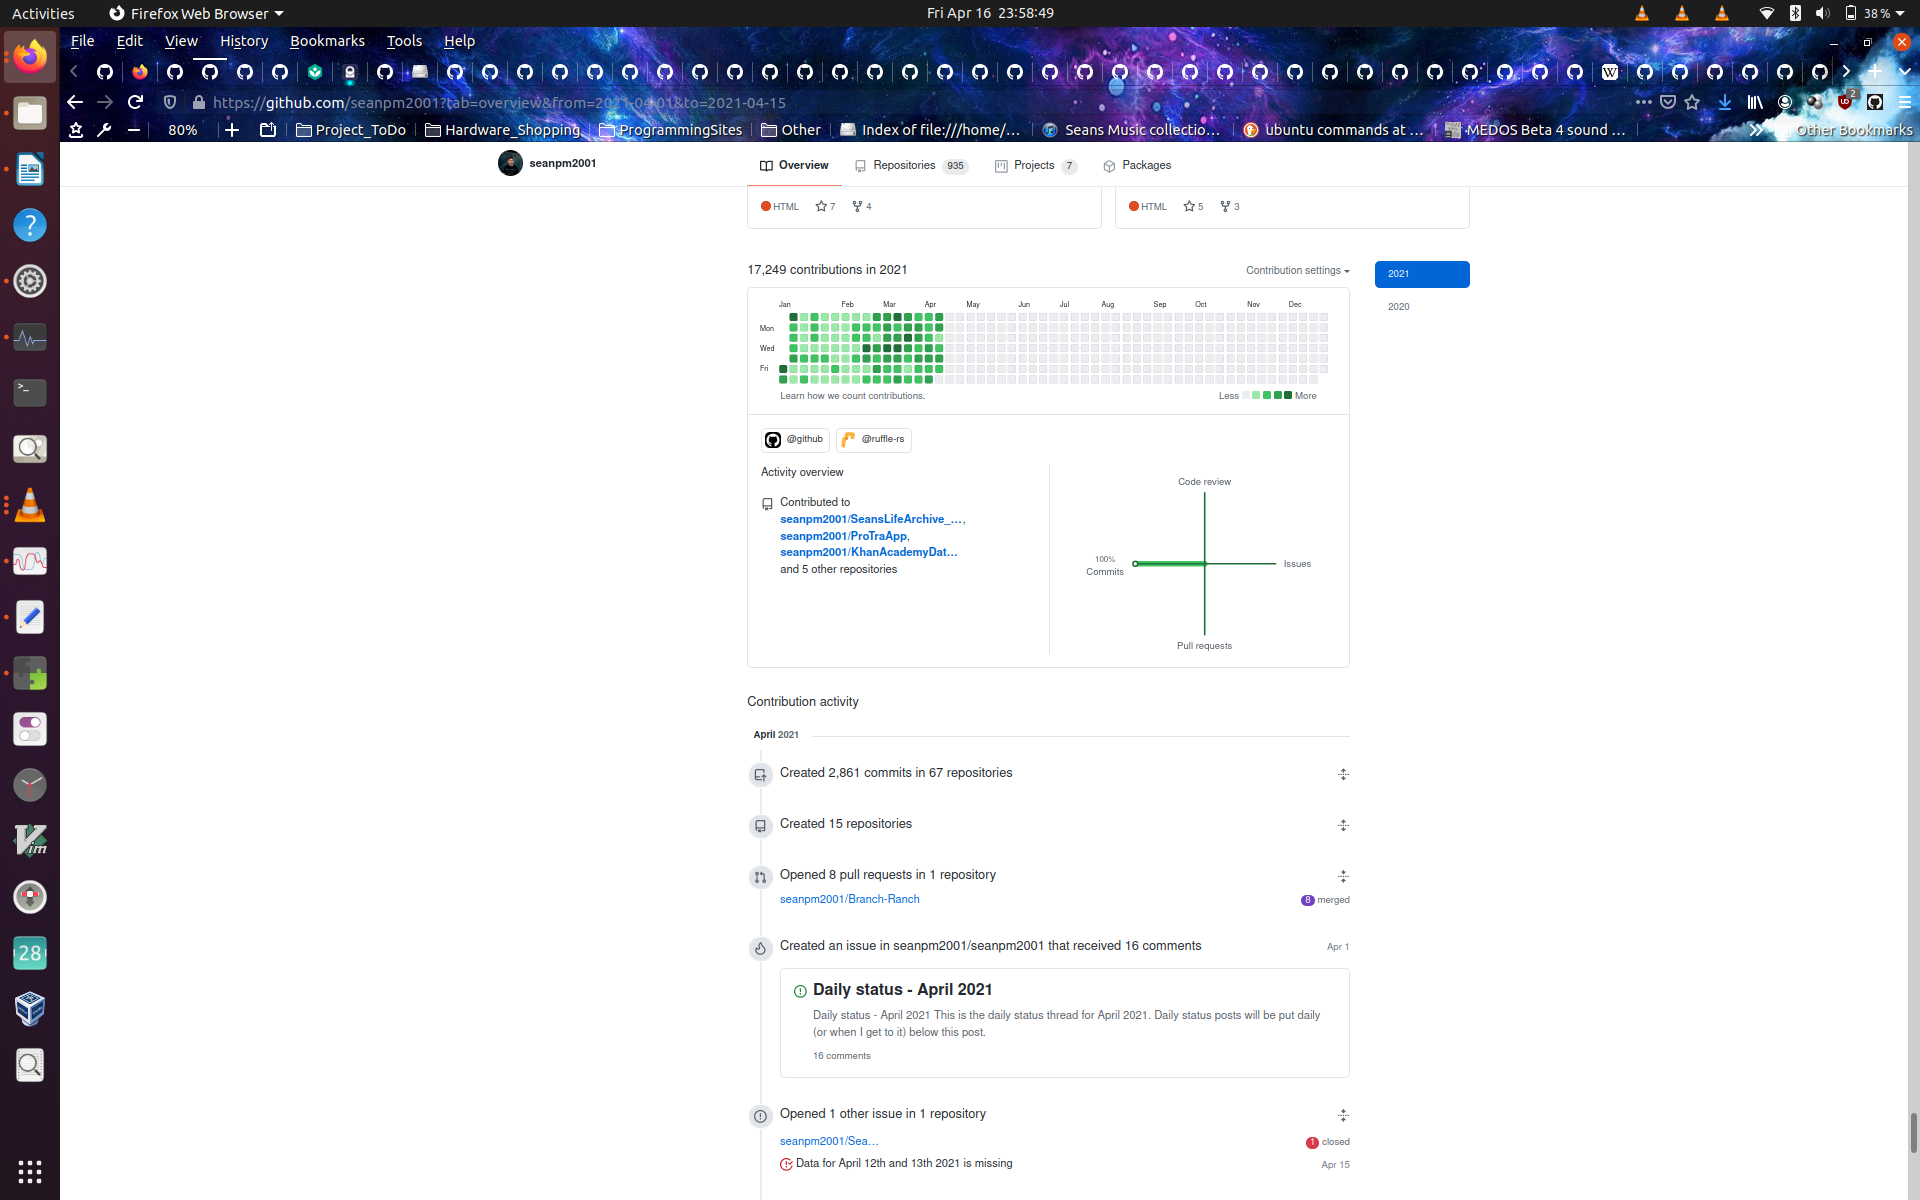 Activities
Firefox Web Browser
Fri Apr 16 23:58:49
38 %
File Edit View History Bookmarks Tools Help
https://github.com/seanpm2001?tab=overview&from=2021-04-01&to=2021-04-15
2
80%
Project_ToDo
Hardware_Shopping
ProgrammingSites
Other
Index of file:///home/…
Seans Music collectio…
ubuntu commands at …
MEDOS Beta 4 sound …
Other Bookmarks
seanpm2001
Overview
Repositories 935
Projects 7
Packages
HTML 7 4
HTML 5 3
17,249 contributions in 2021
Contribution settings
2021
2020
Jan Feb Mar Apr May Jun Jul Aug Sep Oct Nov Dec
Mon
Wed
Fri
Learn how we count contributions.
Less More
@github
@ruffle-rs
Activity overview
Contributed to
seanpm2001/SeansLifeArchive_…,
seanpm2001/ProTraApp,
seanpm2001/KhanAcademyDat…
and 5 other repositories
Code review
100%
Commits
Issues
Pull requests
Contribution activity
April 2021
Created 2,861 commits in 67 repositories
Created 15 repositories
Opened 8 pull requests in 1 repository
seanpm2001/Branch-Ranch
8 merged
Created an issue in seanpm2001/seanpm2001 that received 16 comments
Apr 1
Daily status - April 2021
Daily status - April 2021 This is the daily status thread for April 2021. Daily status posts will be put daily
(or when I get to it) below this post.
16 comments
Opened 1 other issue in 1 repository
seanpm2001/Sea…
1 closed
Data for April 12th and 13th 2021 is missing
Apr 15
28